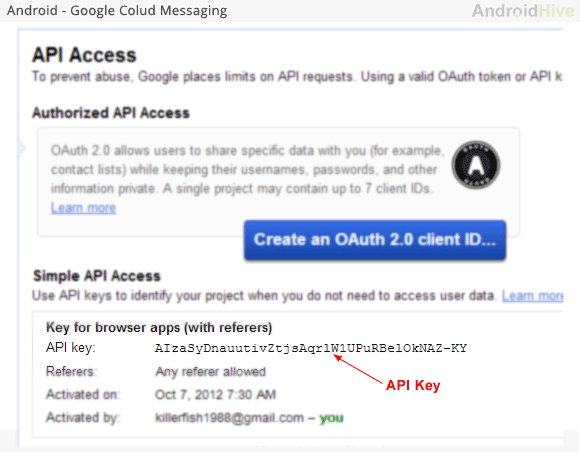 Android - Google Colud Messaging
AndroidHive
API Access
To prevent abuse, Google places limits on API requests. Using a valid OAuth token or API k
Authorized API Access
OAuth 2.0 allows users to share specific data with you (for example,
contact lists) while keeping their usernames, passwords, and other
information private. A single project may contain up to 7 client IDs.
Learn more
OAUTH
A
Create an OAuth 2.0 client ID...
Simple API Access
Use API keys to identify your project when you do not need to access user data. Learn more
Key for browser apps (with referers)
API key: AIzaSyDnauutivZtjsAqrlW1UPuRBelOkNAZ-KY
Referers: Any referer allowed
API Key
Activated on: Oct 7, 2012 7:30 AM
Activated by: killerfish1988@gmail.com – you